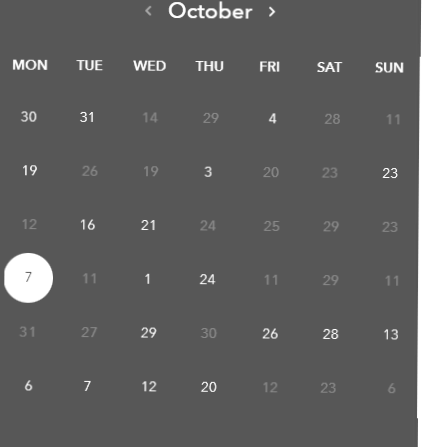 ‹ October ›
MON TUE WED THU FRI SAT SUN
30 31 14 29 4 28 11
19 26 19 3 20 23 23
12 16 21 24 25 29 23
7 11 1 24 11 29 11
31 27 29 30 26 28 13
6 7 12 20 12 23 6